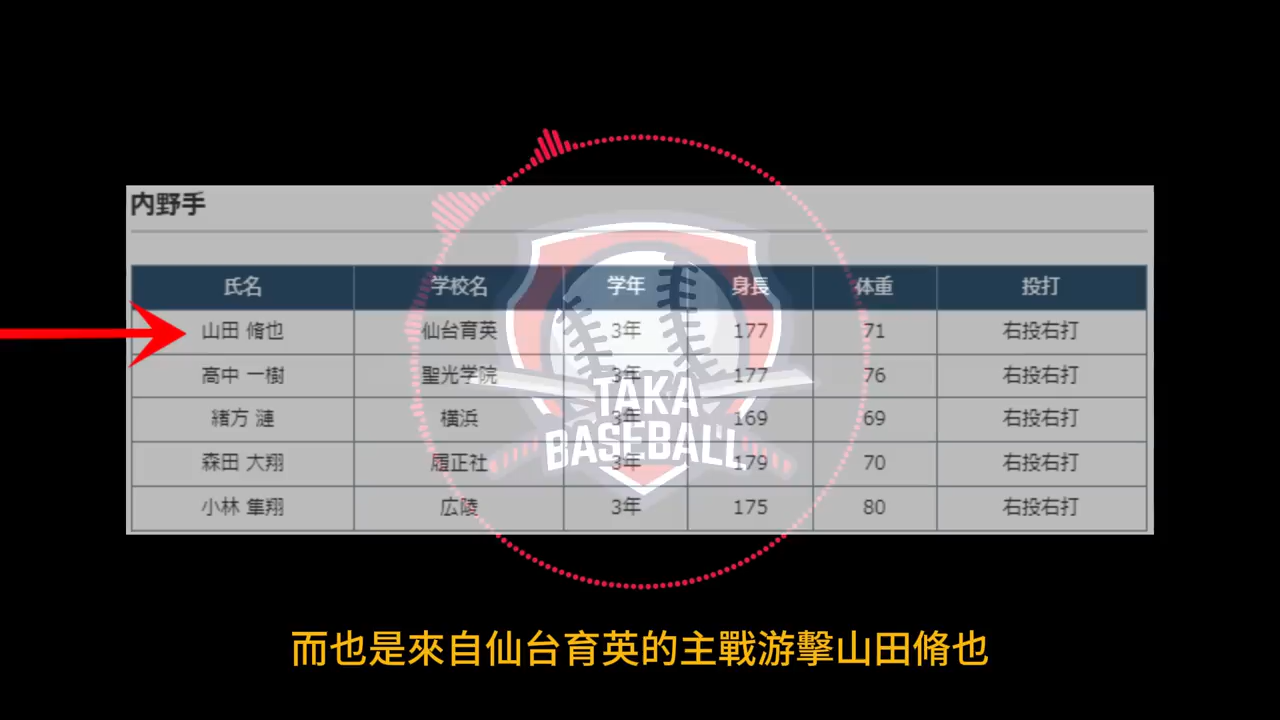 内野手
氏名 学校名 学年 身長 体重 投打
山田 脩也 仙台育英 3年 177 71 右投右打
高中 一樹 聖光学院 3年 177 76 右投右打
緒方 漣 横浜 3年 169 69 右投右打
森田 大翔 履正社 3年 179 70 右投右打
小林 隼翔 広陵 3年 175 80 右投右打
TAKA
BASEBALL
而也是來自仙台育英的主戰游擊山田脩也